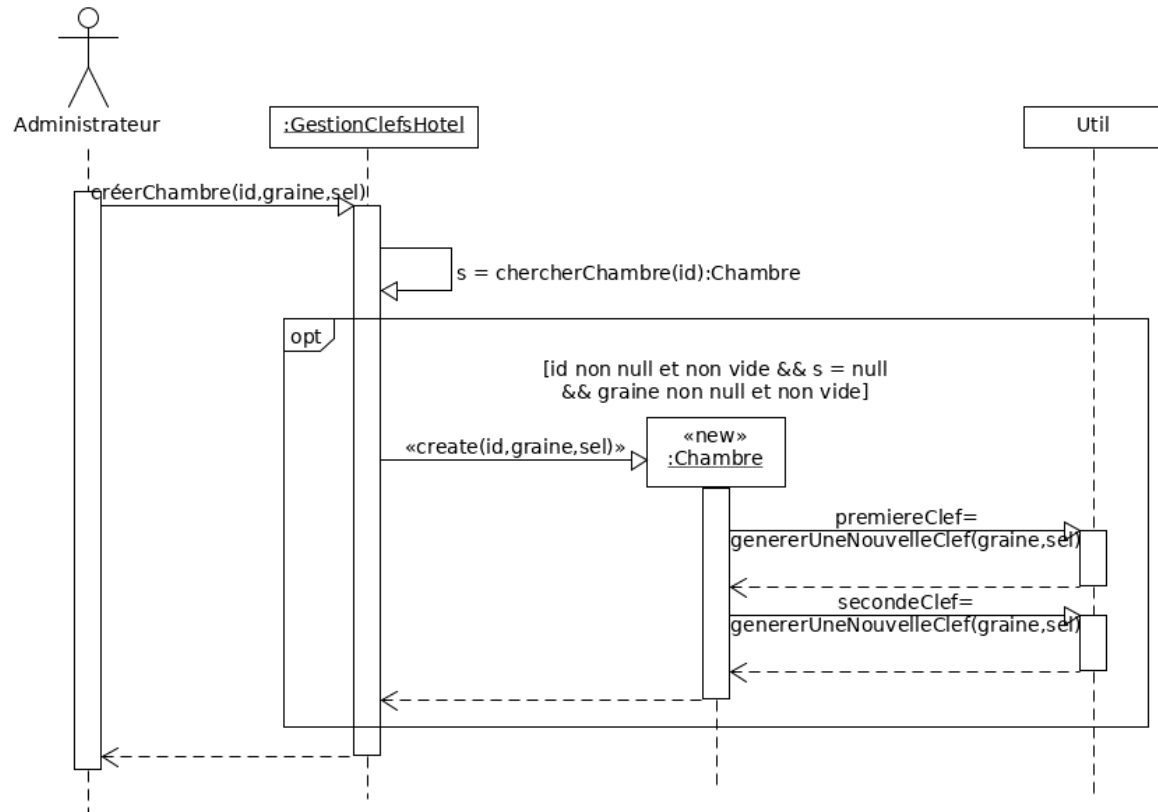 Administrateur
:GestionClefsHotel
Util
créerChambre(id,graine,sel)
s = chercherChambre(id):Chambre
opt
[id non null et non vide && s = null
&& graine non null et non vide]
«create(id,graine,sel)»
«new»
:Chambre
premiereClef=
genererUneNouvelleClef(graine,sel)
secondeClef=
genererUneNouvelleClef(graine,sel)